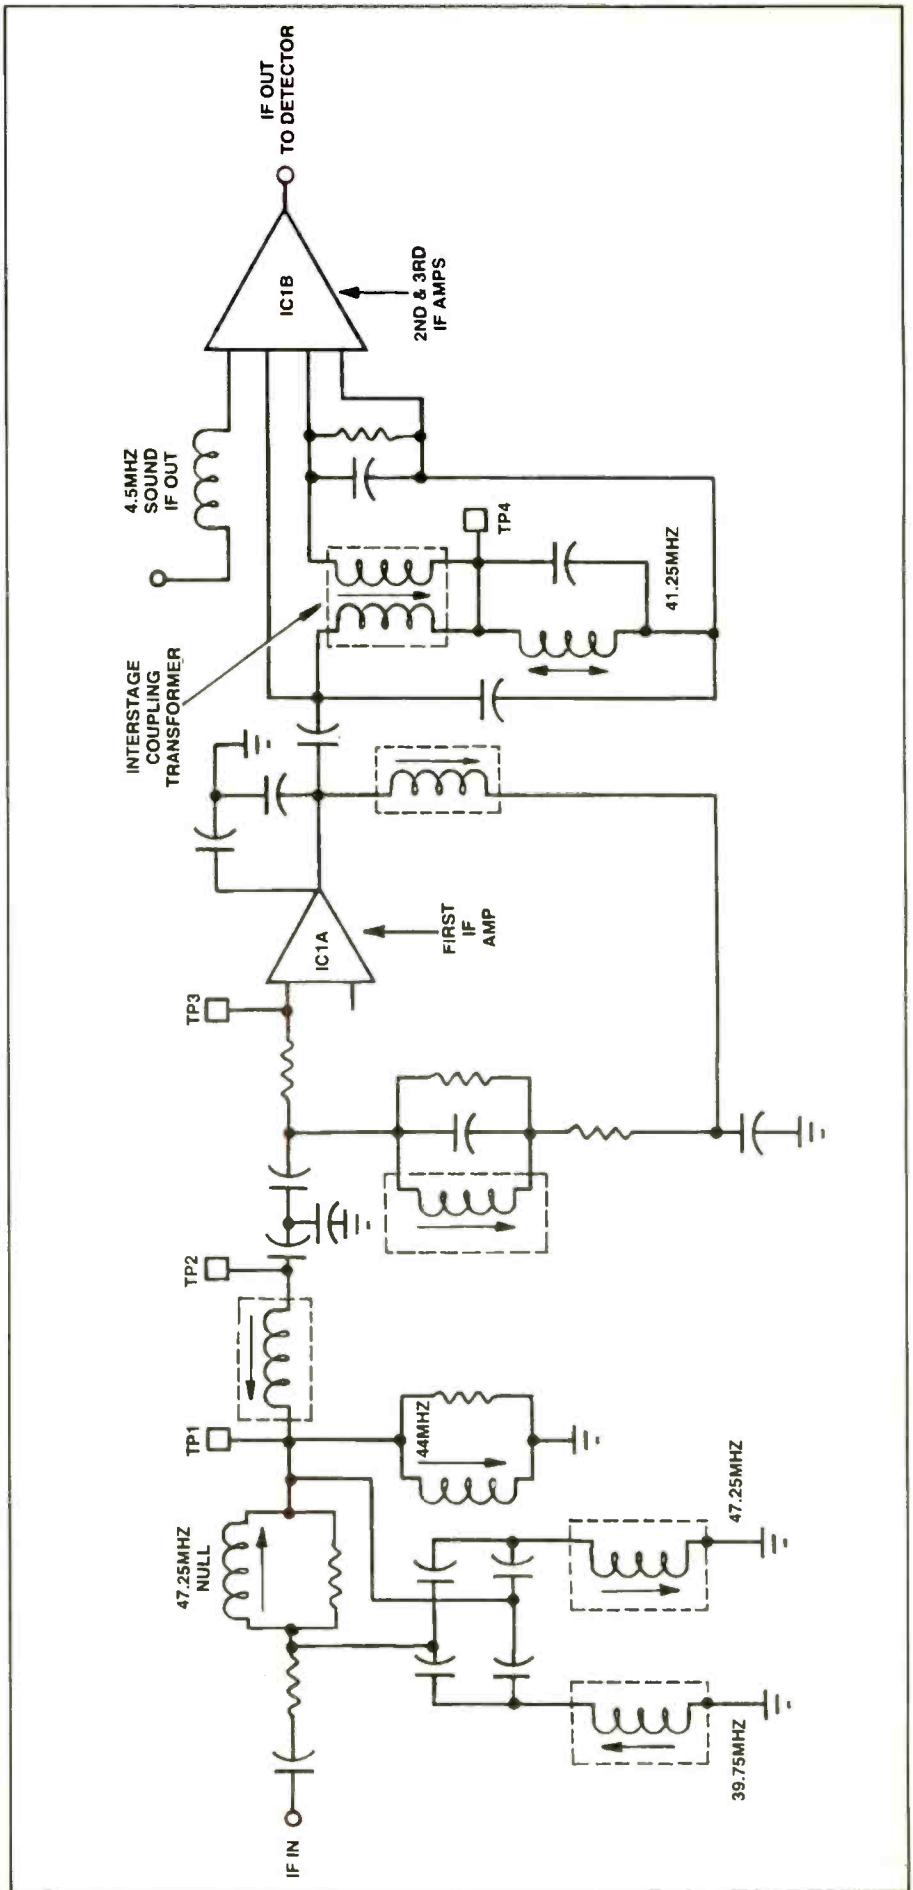 IF IN
47.25MHZ
NULL
39.75MHZ
47.25MHZ
TP1
44MHZ
TP2
TP3
IC1A
FIRST
IF
AMP
INTERSTAGE
COUPLING
TRANSFORMER
4.5MHZ
SOUND
IF OUT
TP4
41.25MHZ
IC1B
2ND & 3RD
IF AMPS
IF OUT
TO DETECTOR